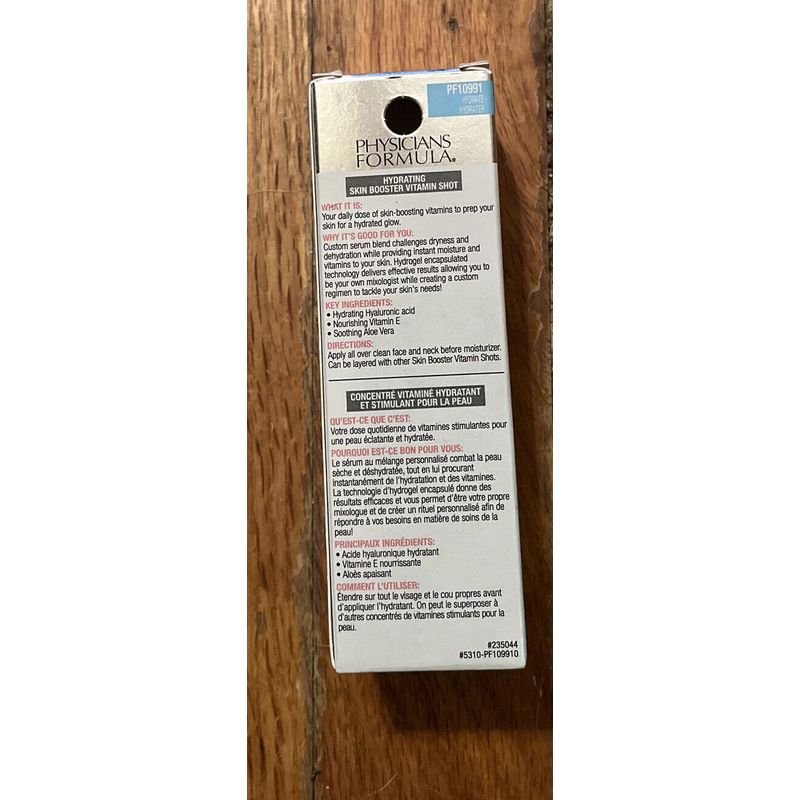 PF10991
HYDRATE
HYDRATER
PHYSICIANS
FORMULA®
HYDRATING
SKIN BOOSTER VITAMIN SHOT
WHAT IT IS:
Your daily dose of skin-boosting vitamins to prep your
skin for a hydrated glow.
WHY IT'S GOOD FOR YOU:
Custom serum blend challenges dryness and
dehydration while providing instant moisture and
vitamins to your skin. Hydrogel encapsulated
technology delivers effective results allowing you to
be your own mixologist while creating a custom
regimen to tackle your skin's needs!
KEY INGREDIENTS:
• Hydrating Hyaluronic acid
• Nourishing Vitamin E
• Soothing Aloe Vera
DIRECTIONS:
Apply all over clean face and neck before moisturizer.
Can be layered with other Skin Booster Vitamin Shots.
CONCENTRÉ VITAMINÉ HYDRATANT
ET STIMULANT POUR LA PEAU
QU'EST-CE QUE C'EST:
Votre dose quotidienne de vitamines stimulantes pour
une peau éclatante et hydratée.
POURQUOI EST-CE BON POUR VOUS:
Le sérum au mélange personnalisé combat la peau
sèche et déshydratée, tout en lui procurant
instantanément de l'hydratation et des vitamines.
La technologie d'hydrogel encapsulé donne des
résultats efficaces et vous permet d'être votre propre
mixologue et de créer un rituel personnalisé afin de
répondre à vos besoins en matière de soins de la
peau!
PRINCIPAUX INGRÉDIENTS:
• Acide hyaluronique hydratant
• Vitamine E nourrissante
• Aloès apaisant
COMMENT L'UTILISER:
Étendre sur tout le visage et le cou propres avant
d'appliquer l'hydratant. On peut le superposer à
d'autres concentrés de vitamines stimulants pour la
peau.
#235044
#5310-PF109910